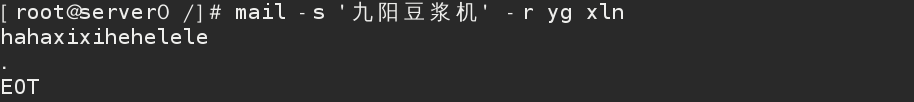 [root@server0 /]# mail -s '九阳豆浆机' -r yg xln
hahaxixihehelele
.
EOT